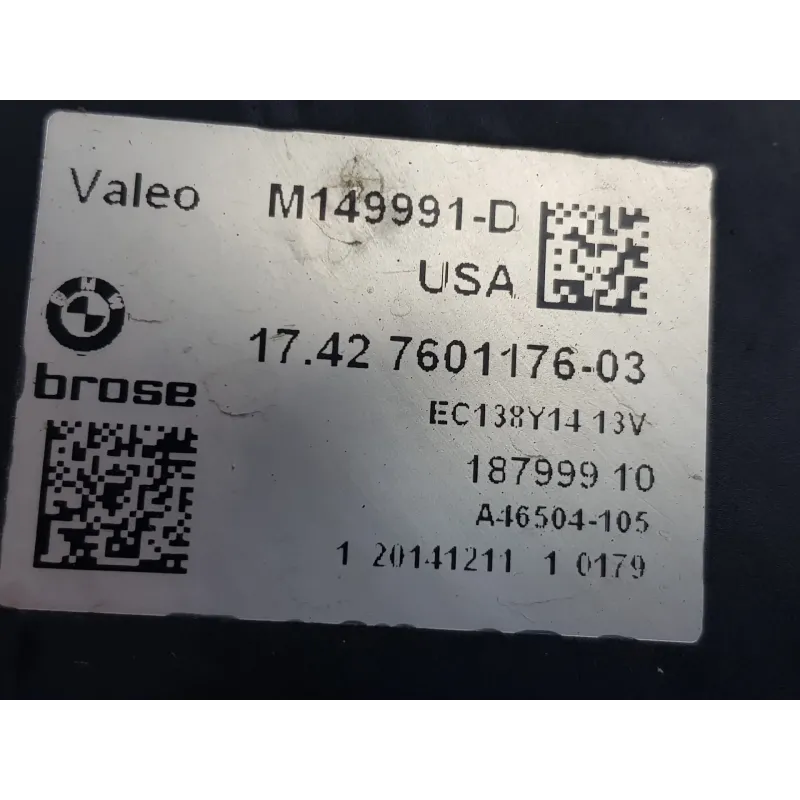 Valeo M149991-D
USA
BMW
17.42 7601176-03
brose
EC138Y14 13V
187999 10
A46504-105
1 20141211 1 0179